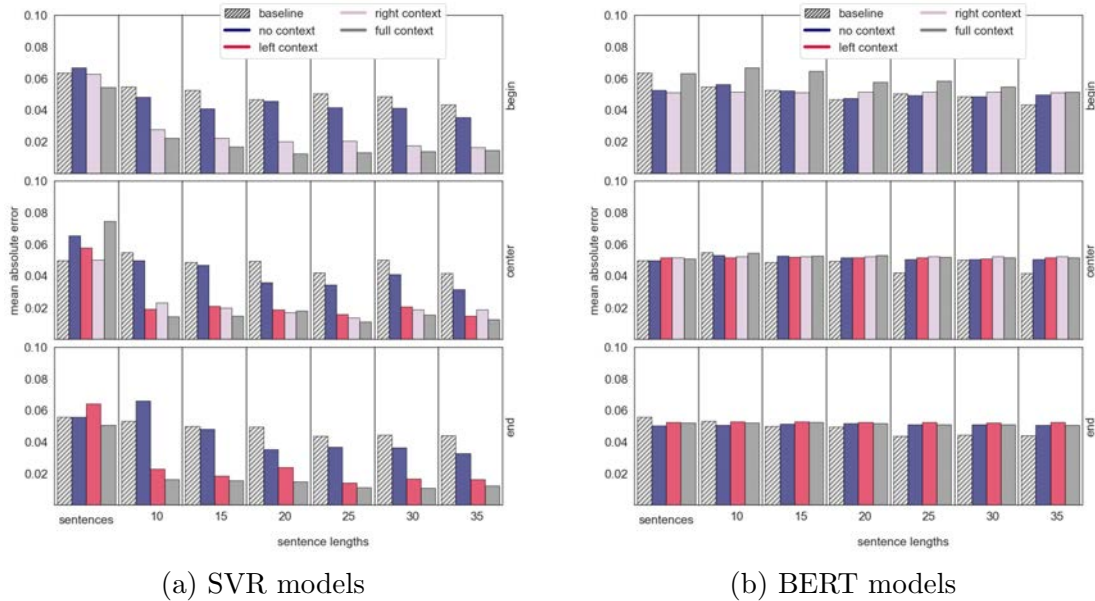 baseline
no context
left context
right context
full context
0.10
0.08
0.06
0.04
0.02
begin
0.10
0.08
0.06
0.04
0.02
center
mean absolute error
0.10
0.08
0.06
0.04
0.02
end
sentences 10 15 20 25 30 35
sentence lengths
(a) SVR models
baseline
no context
left context
right context
full context
0.10
0.08
0.06
0.04
0.02
begin
0.10
0.08
0.06
0.04
0.02
center
mean absolute error
0.10
0.08
0.06
0.04
0.02
end
sentences 10 15 20 25 30 35
sentence lengths
(b) BERT models